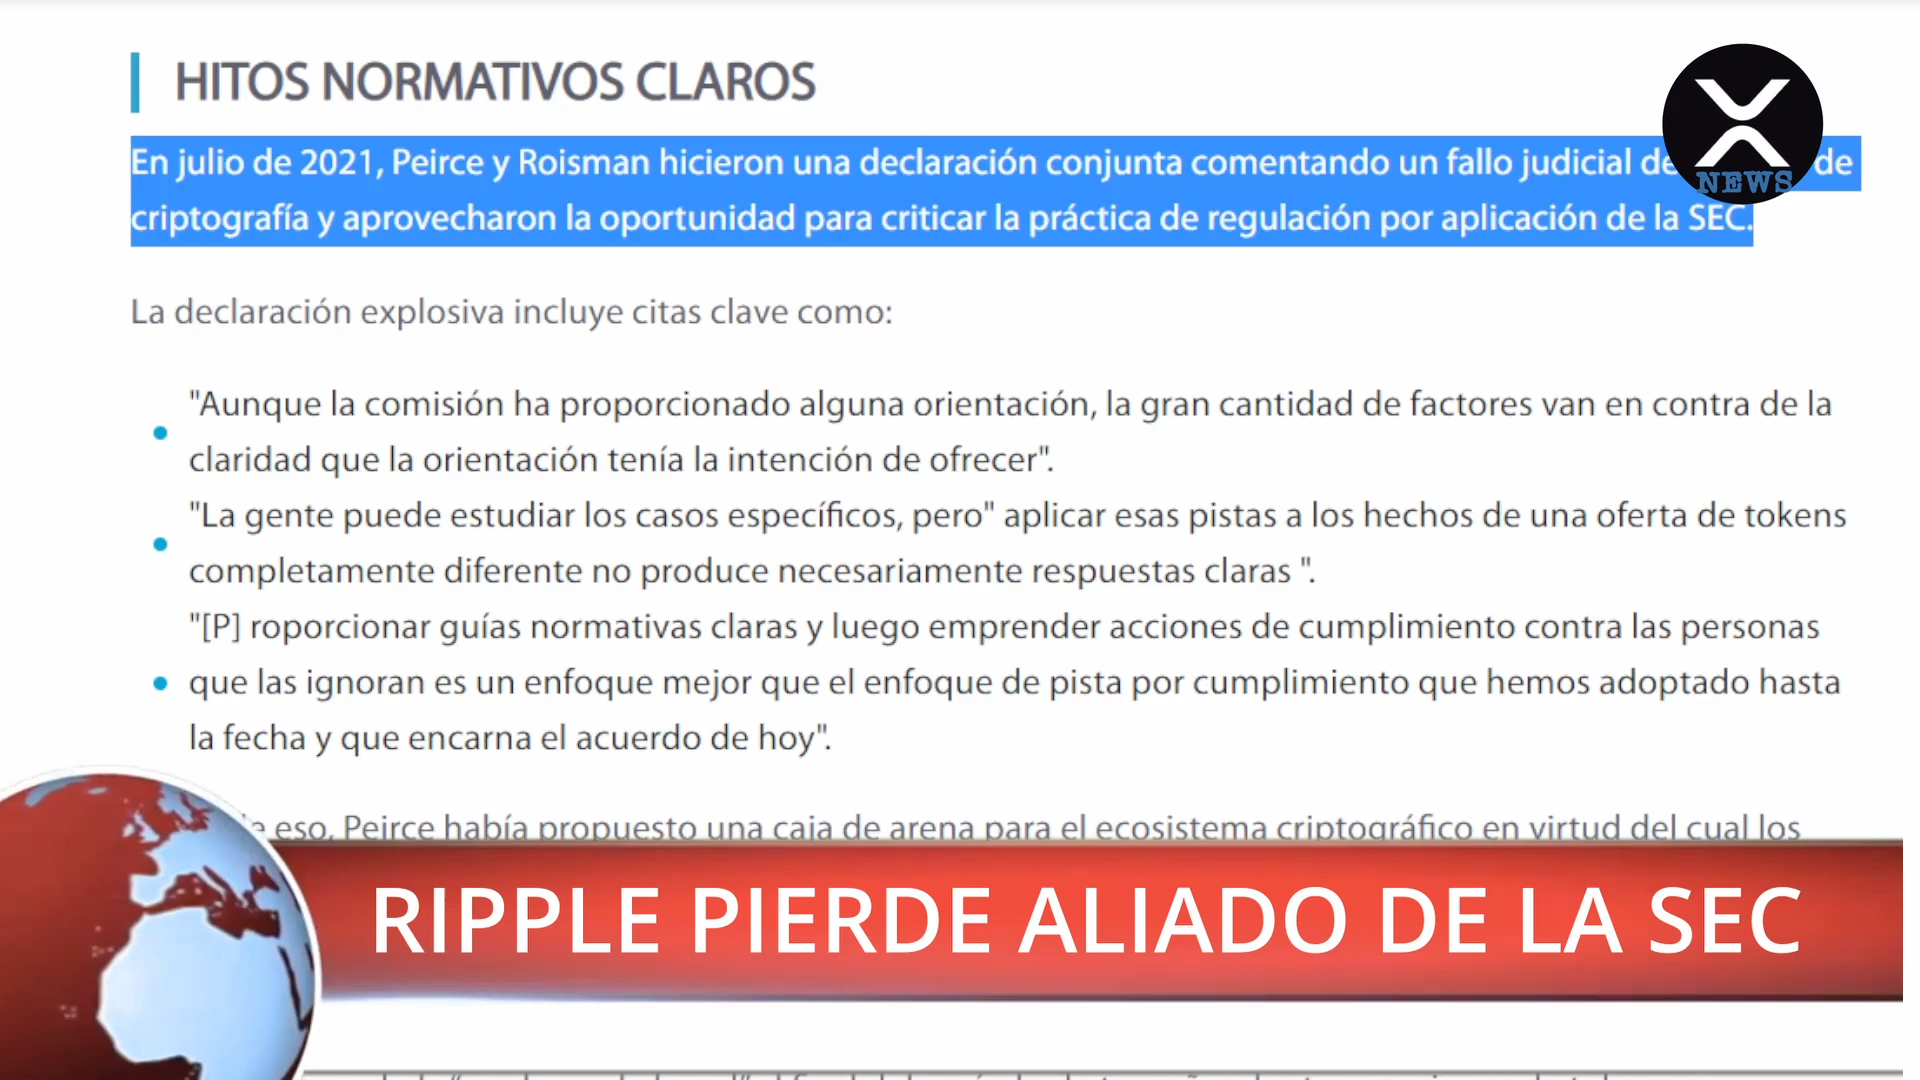 HITOS NORMATIVOS CLAROS
En julio de 2021, Peirce y Roisman hicieron una declaración conjunta comentando un fallo judicial de
NEWS
de
criptografía y aprovecharon la oportunidad para criticar la práctica de regulación por aplicación de la SEC.
La declaración explosiva incluye citas clave como:
"Aunque la comisión ha proporcionado alguna orientación, la gran cantidad de factores van en contra de la
claridad que la orientación tenía la intención de ofrecer".
"La gente puede estudiar los casos específicos, pero" aplicar esas pistas a los hechos de una oferta de tokens
completamente diferente no produce necesariamente respuestas claras ".
"[P] roporcionar guías normativas claras y luego emprender acciones de cumplimiento contra las personas
que las ignoran es un enfoque mejor que el enfoque de pista por cumplimiento que hemos adoptado hasta
la fecha y que encarna el acuerdo de hoy".
eso, Peirce había propuesto una caja de arena para el ecosistema criptográfico en virtud del cual los
RIPPLE PIERDE ALIADO DE LA SEC